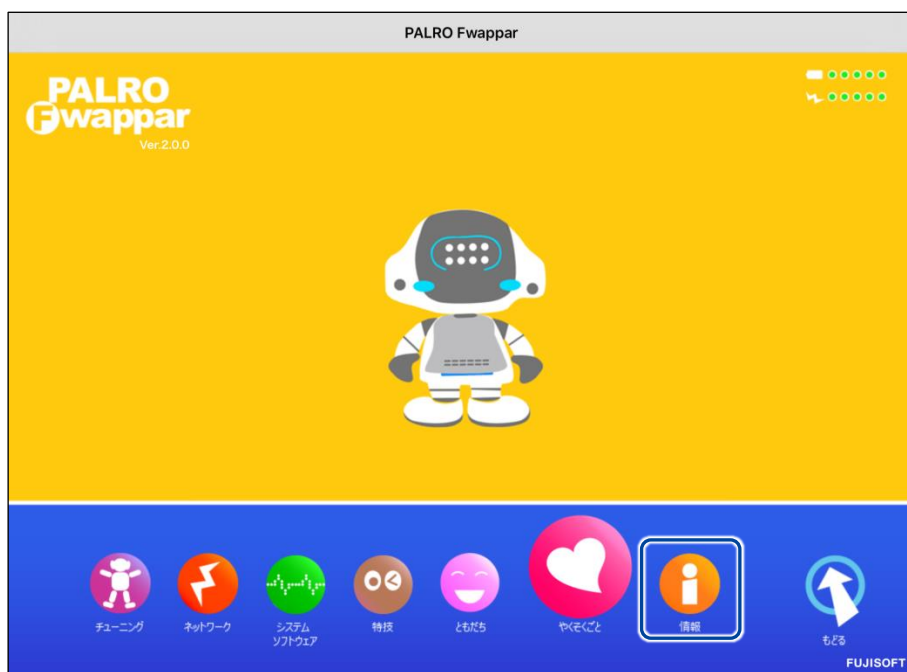 PALRO Fwappar
PALRO
Fwappar
Ver.2.0.0
チューニング
ネットワーク
システム
ソフトウェア
特技
ともだち
やくそくごと
情報
もどる
FUJISOFT